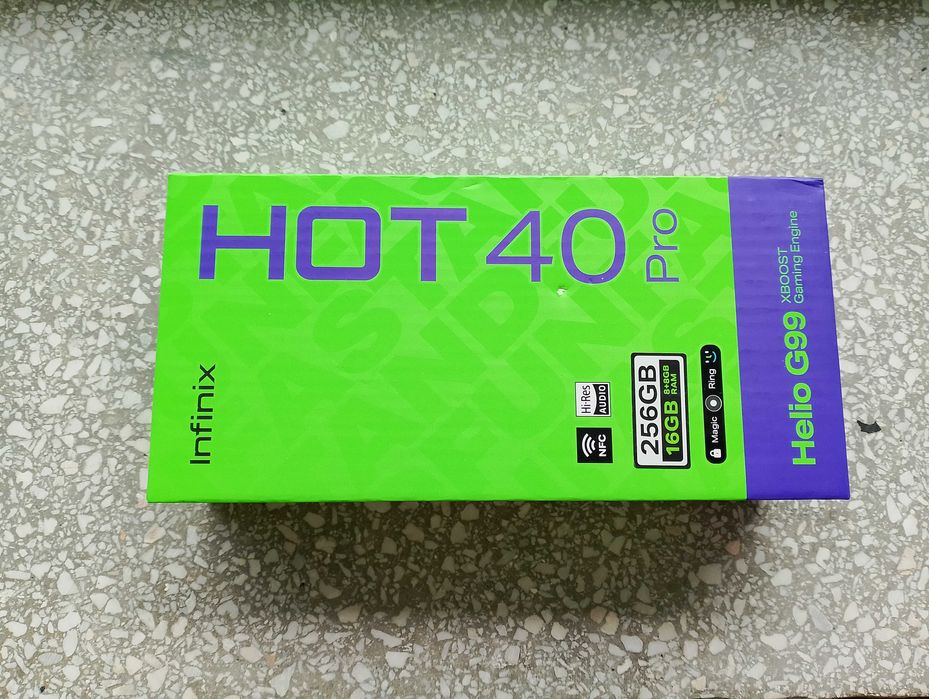 HOT 40 Pro
Infinix
Hi-Res
AUDIO
NFC
256GB
16GB 8+8GB
RAM
Magic Ring
Helio G99 XBOOST
Gaming Engine